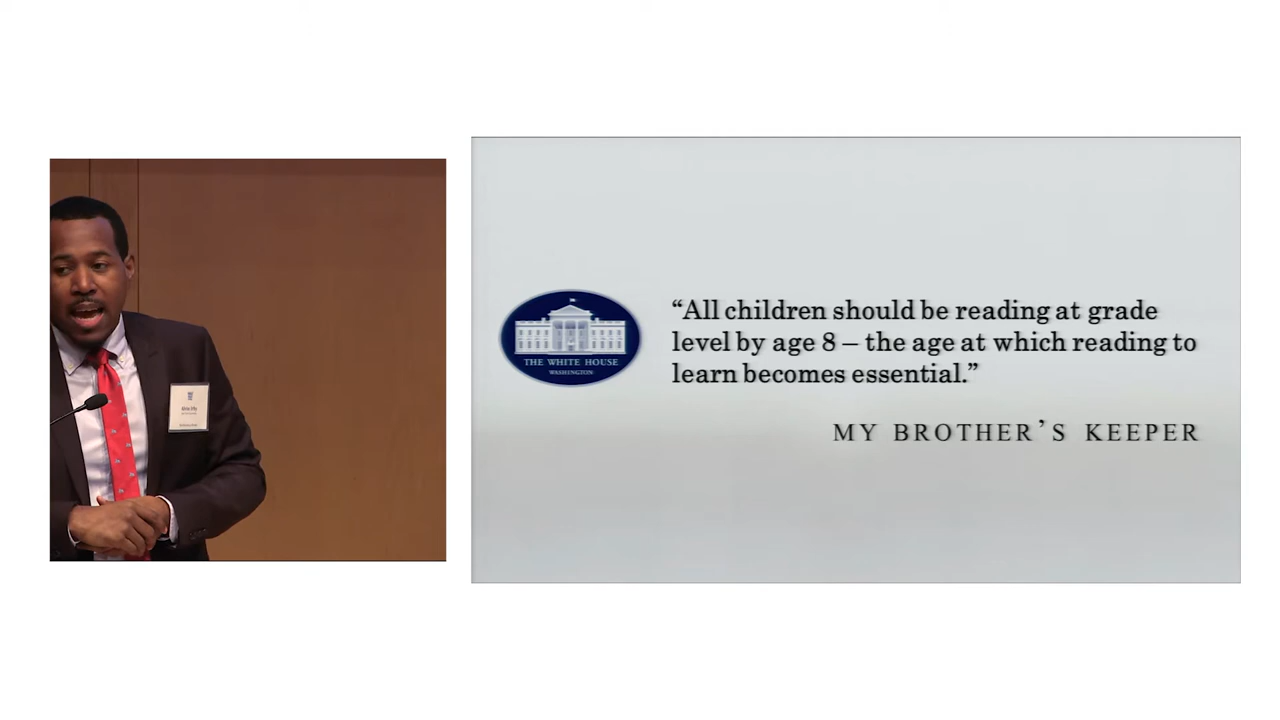 THE WHITE HOUSE
WASHINGTON
“All children should be reading at grade
level by age 8 – the age at which reading to
learn becomes essential.”
MY BROTHER’S KEEPER